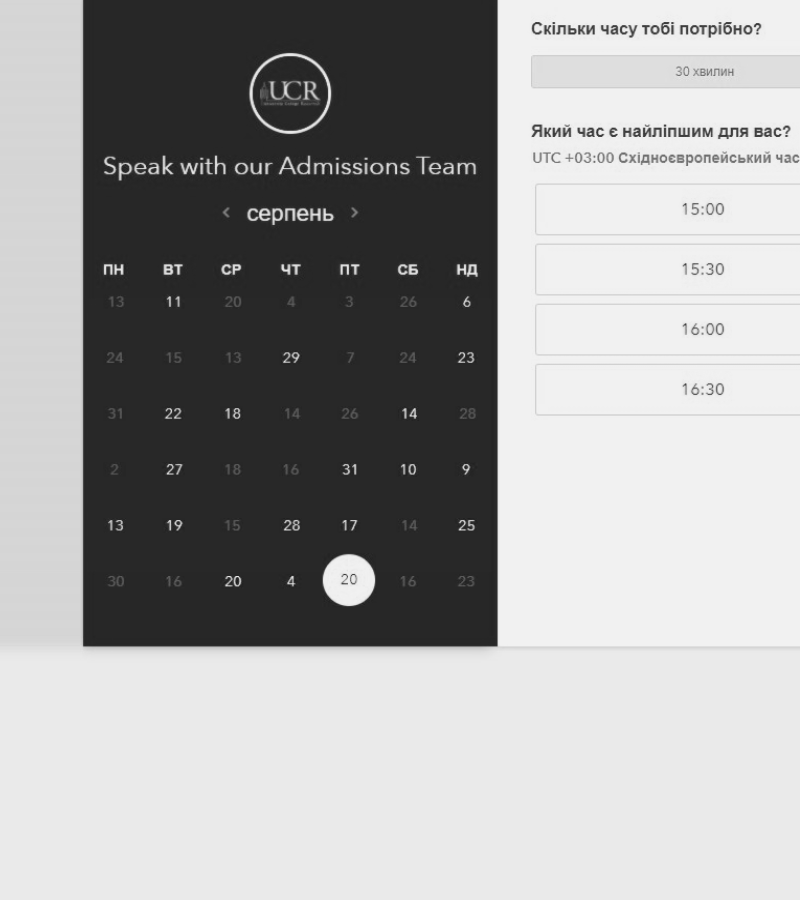 UCR
Speak with our Admissions Team
< серпень >
ПН ВТ СР ЧТ ПТ СБ НД
13 11 20 4 3 26 6
24 15 13 29 7 24 23
31 22 18 14 26 14 28
2 27 18 16 31 10 9
13 19 15 28 17 14 25
30 16 20 4 20 16 23
Скільки часу тобі потрібно?
30 хвилин
Який час є найліпшим для вас?
UTC +03:00 Східноєвропейський час
15:00
15:30
16:00
16:30